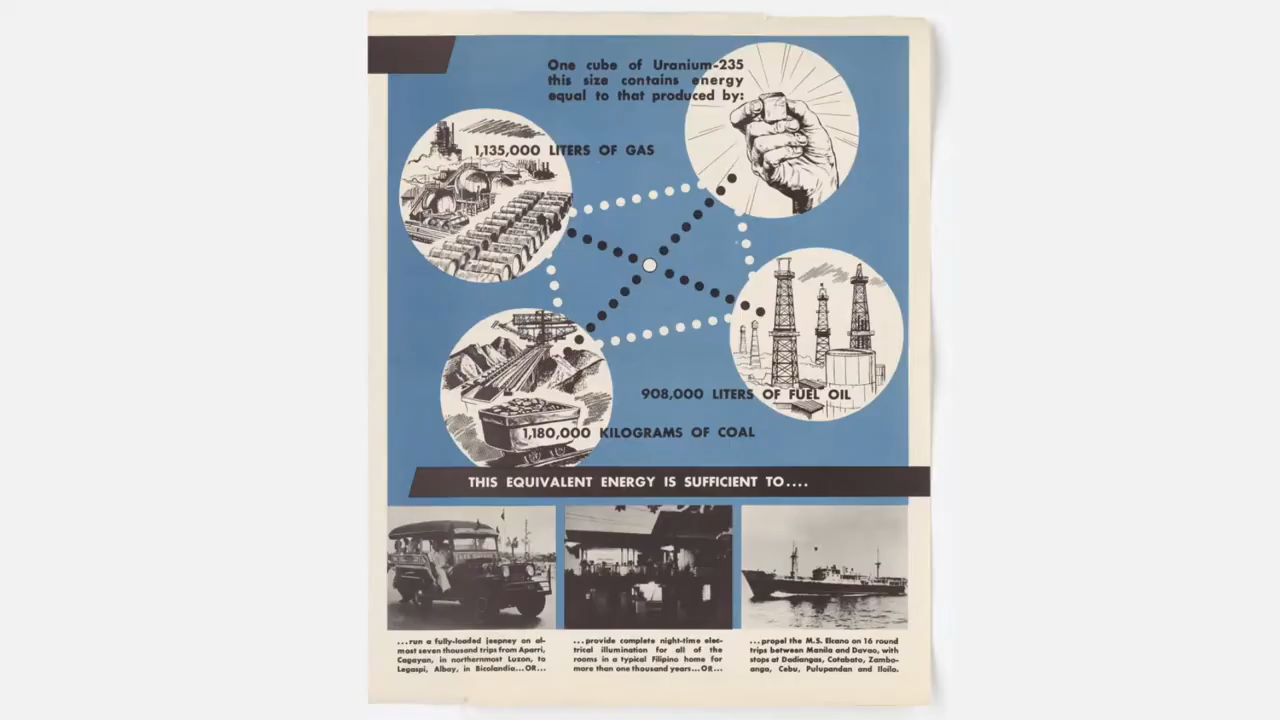 One cube of Uranium-235
this size contains energy
equal to that produced by:
1,135,000 LITERS OF GAS
908,000 LITERS OF FUEL OIL
1,180,000 KILOGRAMS OF COAL
THIS EQUIVALENT ENERGY IS SUFFICIENT TO....
...run a fully-loaded jeepney on al-
most seven thousand trips from Aparri,
Cagayan, in northernmost Luzon, to
Legaspi, Albay, in Bicolandia...OR...
...provide complete night-time elec-
trical illumination for all of the
rooms in a typical Filipino home for
more than one thousand years...OR...
...propel the M.S. Elcano on 16 round
trips between Manila and Davao, with
stops at Dadiangas, Cotabato, Zambo-
anga, Cebu, Pulupandan and Iloilo.